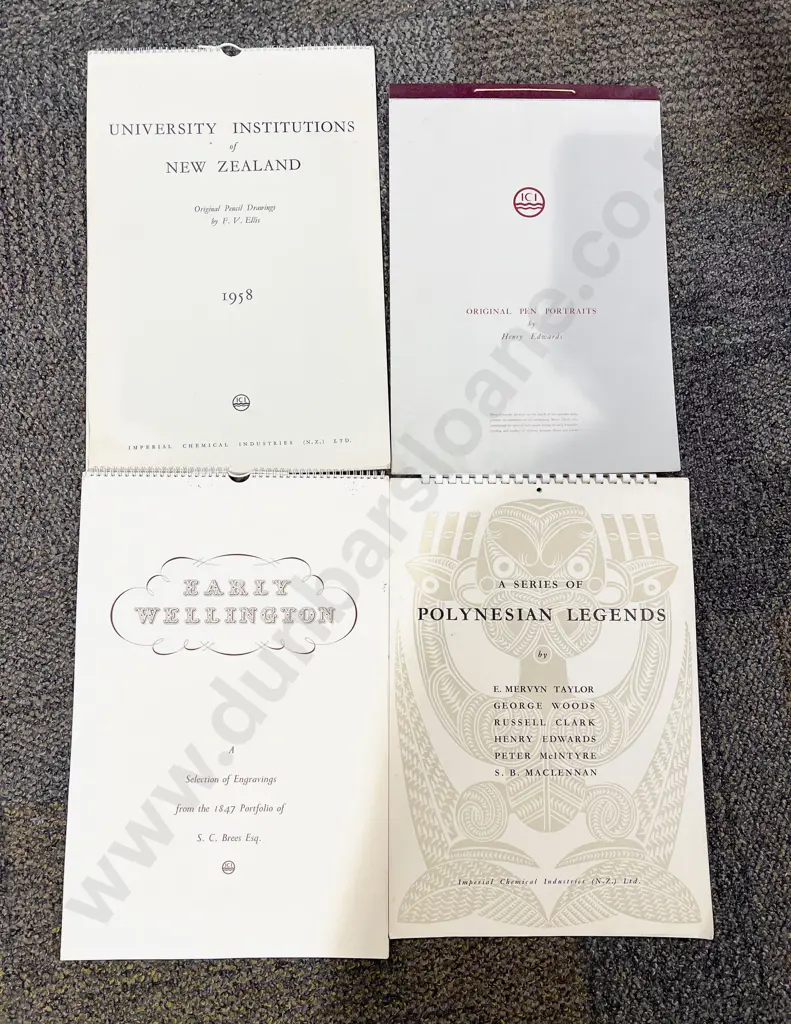 UNIVERSITY INSTITUTIONS
of
NEW ZEALAND
Original Pencil Drawings
by F. V. Ellis
1958
ICI
IMPERIAL CHEMICAL INDUSTRIES (N.Z.) LTD.
ICI
ORIGINAL PEN PORTRAITS
by
Henry Edwards
EARLY
WELLINGTON
A
Selection of Engravings
from the 1847 Portfolio of
S. C. Brees Esq.
ICI
A SERIES OF
POLYNESIAN LEGENDS
by
E. MERVYN TAYLOR
GEORGE WOODS
RUSSELL CLARK
HENRY EDWARDS
PETER McINTYRE
S. B. MACLENNAN
Imperial Chemical Industries (N.Z.) Ltd.
www.dunbarsloane.co.n